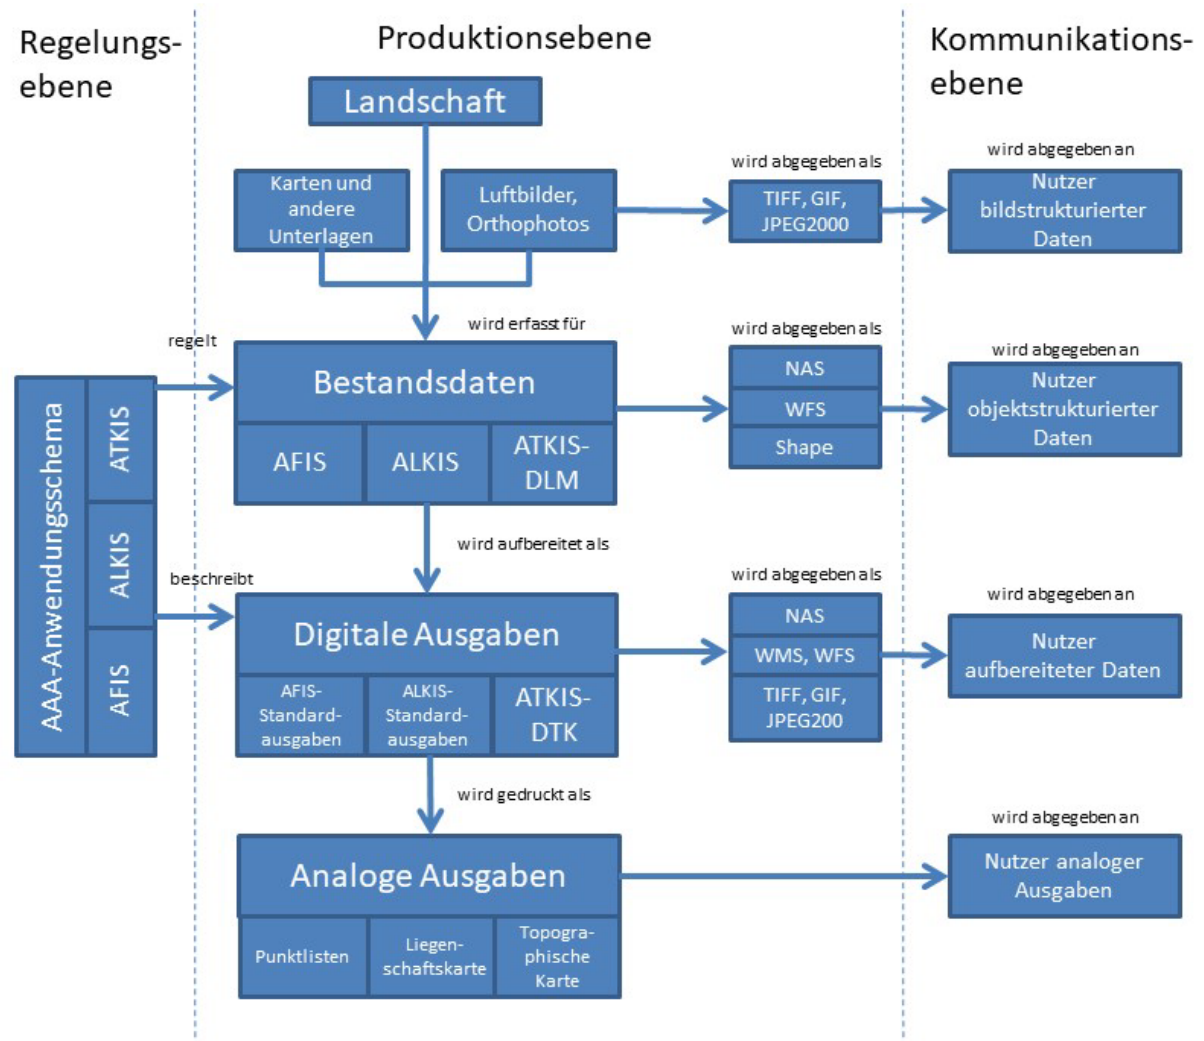 Regelungs-
ebene
Produktionsebene
Kommunikations-
ebene
Landschaft
Karten und
andere
Unterlagen
Luftbilder,
Orthophotos
wird abgegeben als
TIFF, GIF,
JPEG2000
wird abgegeben an
Nutzer
bildstrukturierter
Daten
wird erfasst für
regelt
AAA-Anwendungsschema
ATKIS
ALKIS
AFIS
Bestandsdaten
AFIS
ALKIS
ATKIS-
DLM
wird abgegeben als
NAS
WFS
Shape
wird abgegeben an
Nutzer
objektstrukturierter
Daten
wird aufbereitet als
beschreibt
Digitale Ausgaben
AFIS-
Standard-
ausgaben
ALKIS-
Standard-
ausgaben
ATKIS-
DTK
wird abgegeben als
NAS
WMS, WFS
TIFF, GIF,
JPEG200
wird abgegeben an
Nutzer
aufbereiteter Daten
wird gedruckt als
Analoge Ausgaben
Punktlisten
Liegen-
schaftskarte
Topogra-
phische
Karte
wird abgegeben an
Nutzer analoger
Ausgaben